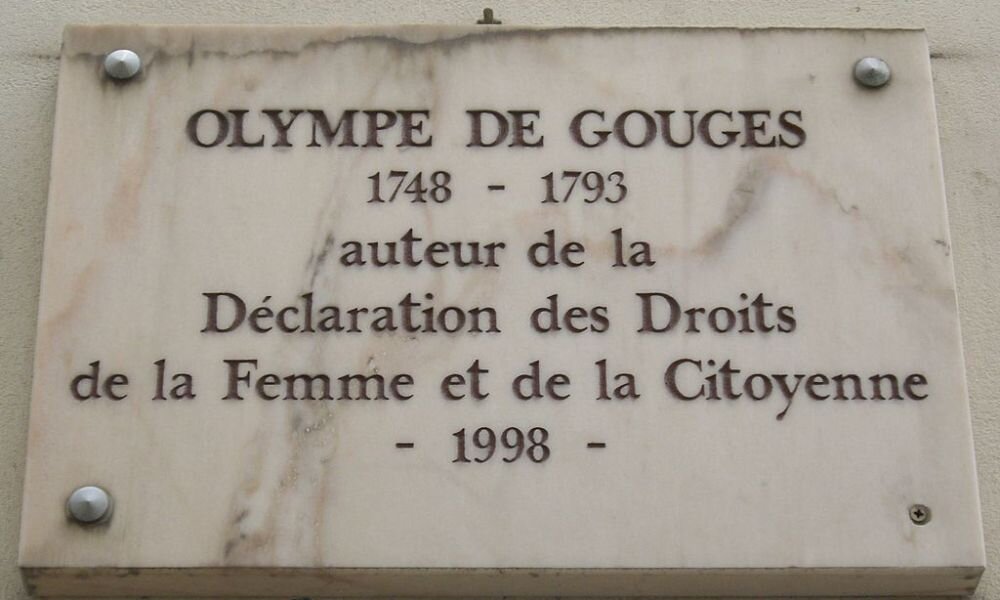 OLYMPE DE GOUGES
1748 - 1793
auteur de la
Déclaration des Droits
de la Femme et de la Citoyenne
- 1998 -